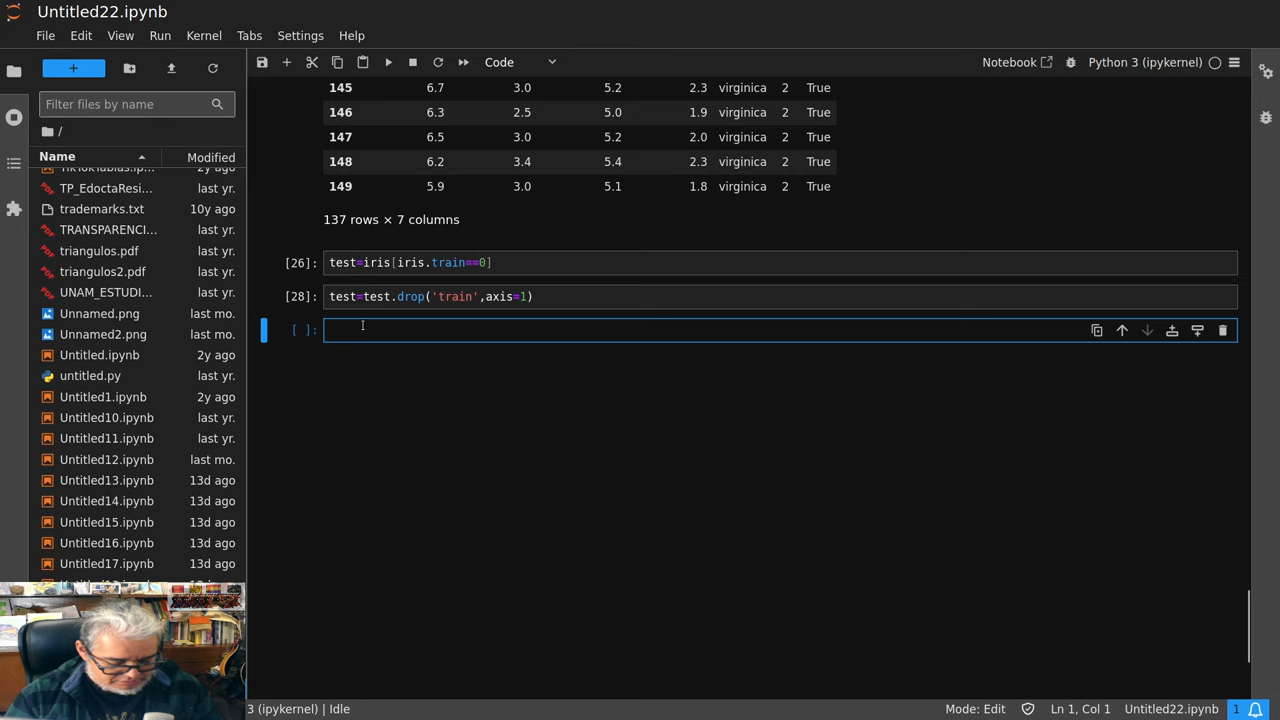 Untitled22.ipynb
File Edit View Run Kernel Tabs Settings Help
Code
Notebook
Python 3 (ipykernel)
Filter files by name
/
Name Modified
TP_EdoctaResi... last yr.
trademarks.txt 10y ago
TRANSPARENCI... last yr.
triangulos.pdf last yr.
triangulos2.pdf last yr.
UNAM_ESTUDI... last yr.
Unnamed.png last mo.
Unnamed2.png last mo.
Untitled.ipynb 2y ago
untitled.py last yr.
Untitled1.ipynb 2y ago
Untitled10.ipynb last yr.
Untitled11.ipynb last yr.
Untitled12.ipynb last mo.
Untitled13.ipynb 13d ago
Untitled14.ipynb 13d ago
Untitled15.ipynb 13d ago
Untitled16.ipynb 13d ago
Untitled17.ipynb 13d ago
145 6.7 3.0 5.2 2.3 virginica 2 True
146 6.3 2.5 5.0 1.9 virginica 2 True
147 6.5 3.0 5.2 2.0 virginica 2 True
148 6.2 3.4 5.4 2.3 virginica 2 True
149 5.9 3.0 5.1 1.8 virginica 2 True
137 rows × 7 columns
[26]: test=iris[iris.train==0]
[28]: test=test.drop('train',axis=1)
[ ]:
3 (ipykernel) | Idle
Mode: Edit
Ln 1, Col 1
Untitled22.ipynb
1